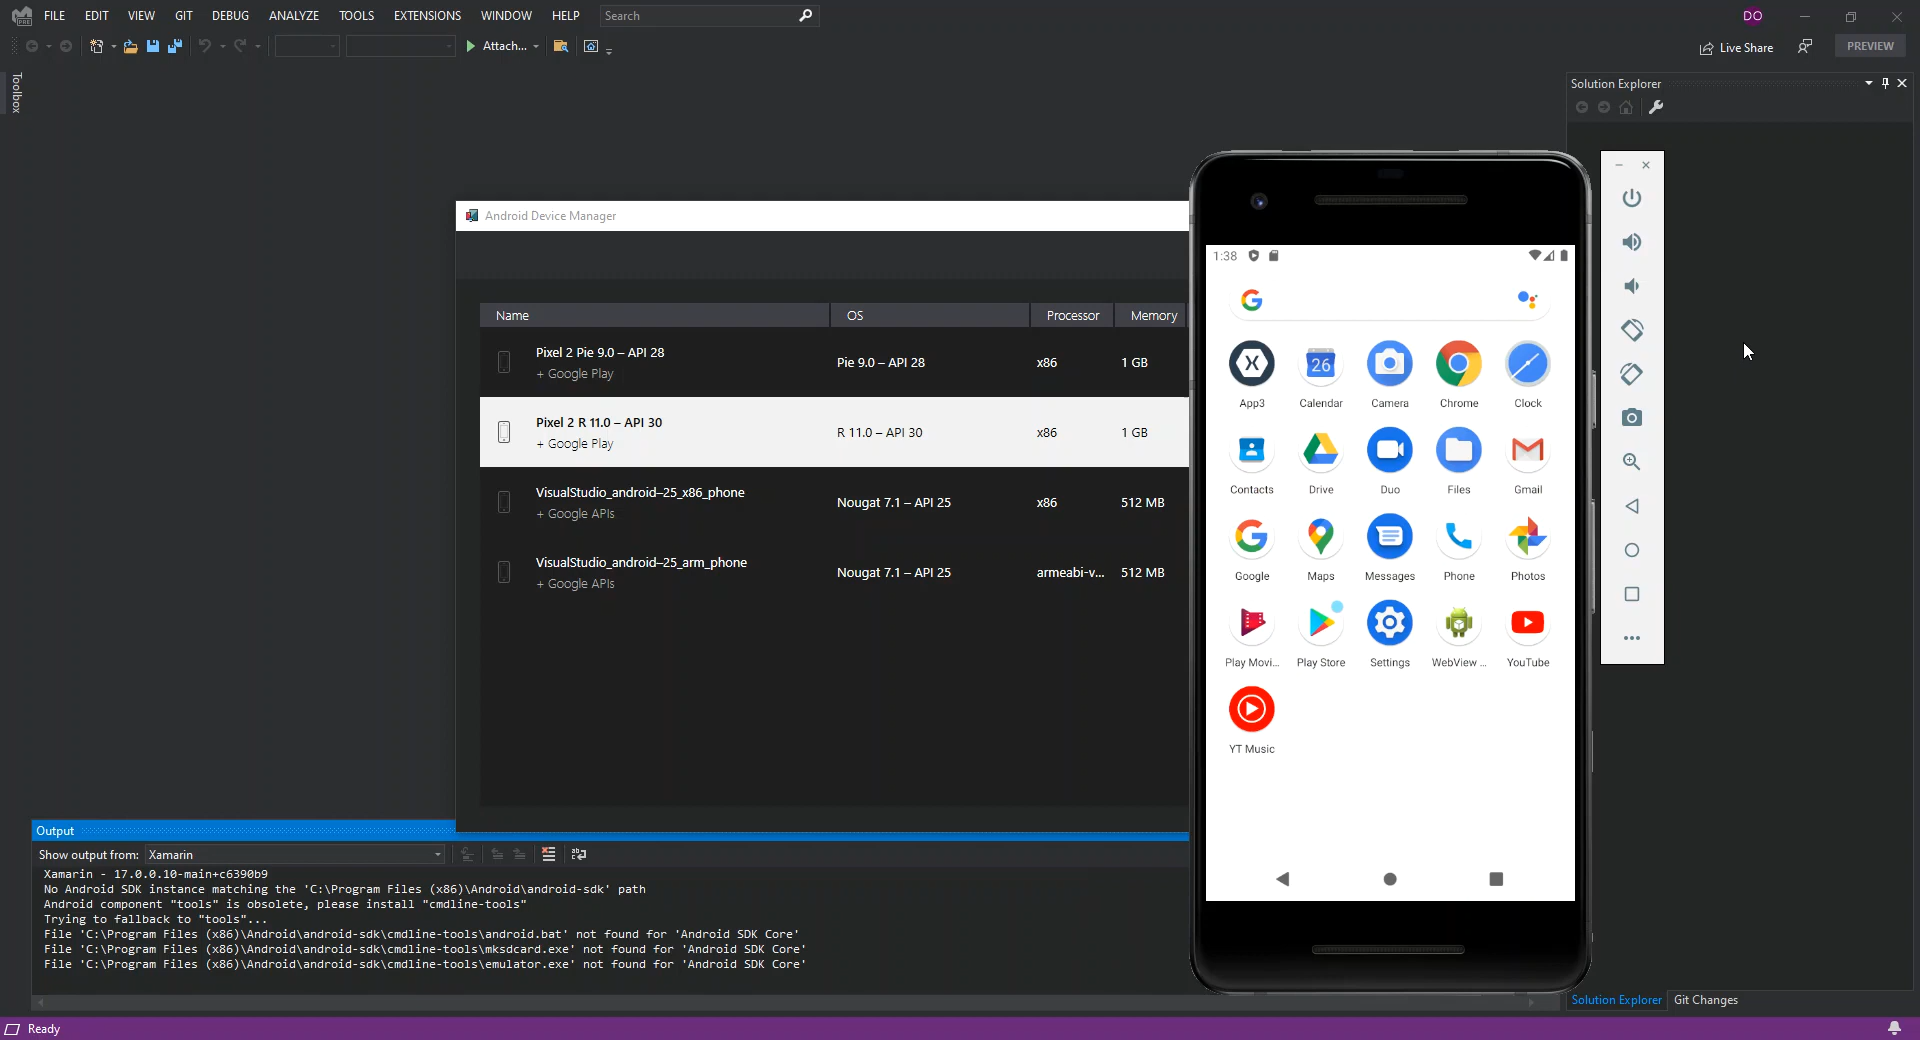 FILE EDIT VIEW GIT DEBUG ANALYZE TOOLS EXTENSIONS WINDOW HELP Search DO
Attach... Live Share PREVIEW
Toolbox
Solution Explorer
Android Device Manager
Name OS Processor Memory
Pixel 2 Pie 9.0 – API 28
+ Google Play
Pie 9.0 – API 28 x86 1 GB
Pixel 2 R 11.0 – API 30
+ Google Play
R 11.0 – API 30 x86 1 GB
VisualStudio_android-25_x86_phone
+ Google APIs
Nougat 7.1 – API 25 x86 512 MB
VisualStudio_android-25_arm_phone
+ Google APIs
Nougat 7.1 – API 25 armeabi-v... 512 MB
1:38
26
App3 Calendar Camera Chrome Clock
Contacts Drive Duo Files Gmail
Google Maps Messages Phone Photos
Play Movi... Play Store Settings WebView ... YouTube
YT Music
Output
Show output from: Xamarin
Xamarin - 17.0.0.10-main+c6390b9
No Android SDK instance matching the 'C:\Program Files (x86)\Android\android-sdk' path
Android component "tools" is obsolete, please install "cmdline-tools"
Trying to fallback to "tools"...
File 'C:\Program Files (x86)\Android\android-sdk\cmdline-tools\android.bat' not found for 'Android SDK Core'
File 'C:\Program Files (x86)\Android\android-sdk\cmdline-tools\mksdcard.exe' not found for 'Android SDK Core'
File 'C:\Program Files (x86)\Android\android-sdk\cmdline-tools\emulator.exe' not found for 'Android SDK Core'
Solution Explorer Git Changes
Ready